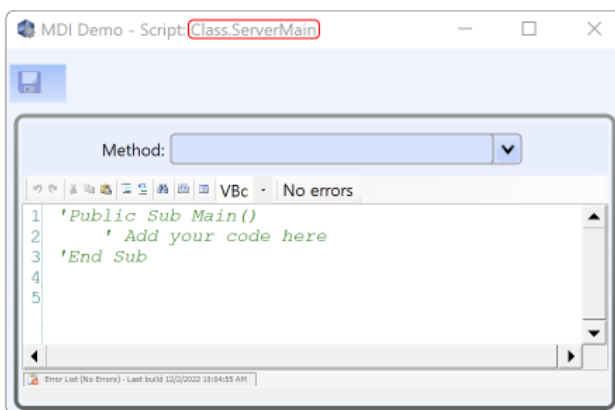 MDI Demo - Script: Class.ServerMain
Method:
VBc No errors
1 'Public Sub Main()
2 ' Add your code here
3 'End Sub
4
5
Error List (No Errors) - Last build 12/2/2022 10:04:55 AM